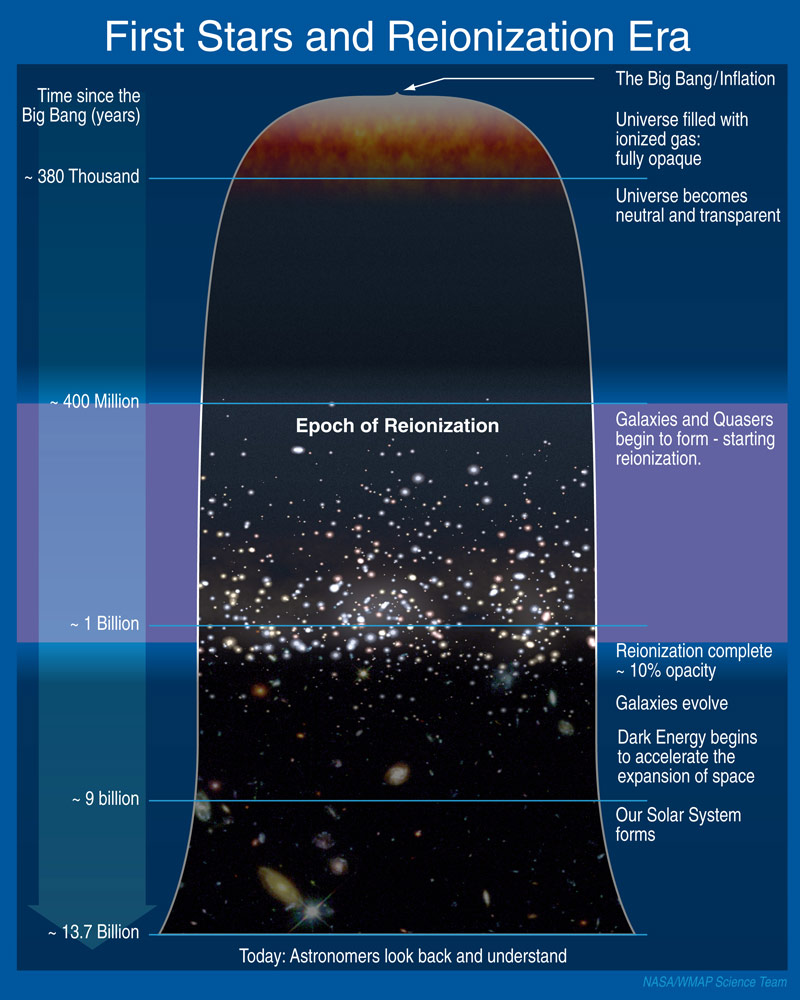 First Stars and Reionization Era
Time since the
Big Bang (years)
The Big Bang/Inflation
Universe filled with
ionized gas:
fully opaque
~ 380 Thousand
Universe becomes
neutral and transparent
~ 400 Million
Epoch of Reionization
Galaxies and Quasers
begin to form - starting
reionization.
~ 1 Billion
Reionization complete
~ 10% opacity
Galaxies evolve
Dark Energy begins
to accelerate the
expansion of space
~ 9 billion
Our Solar System
forms
~ 13.7 Billion
Today: Astronomers look back and understand
NASA/WMAP Science Team